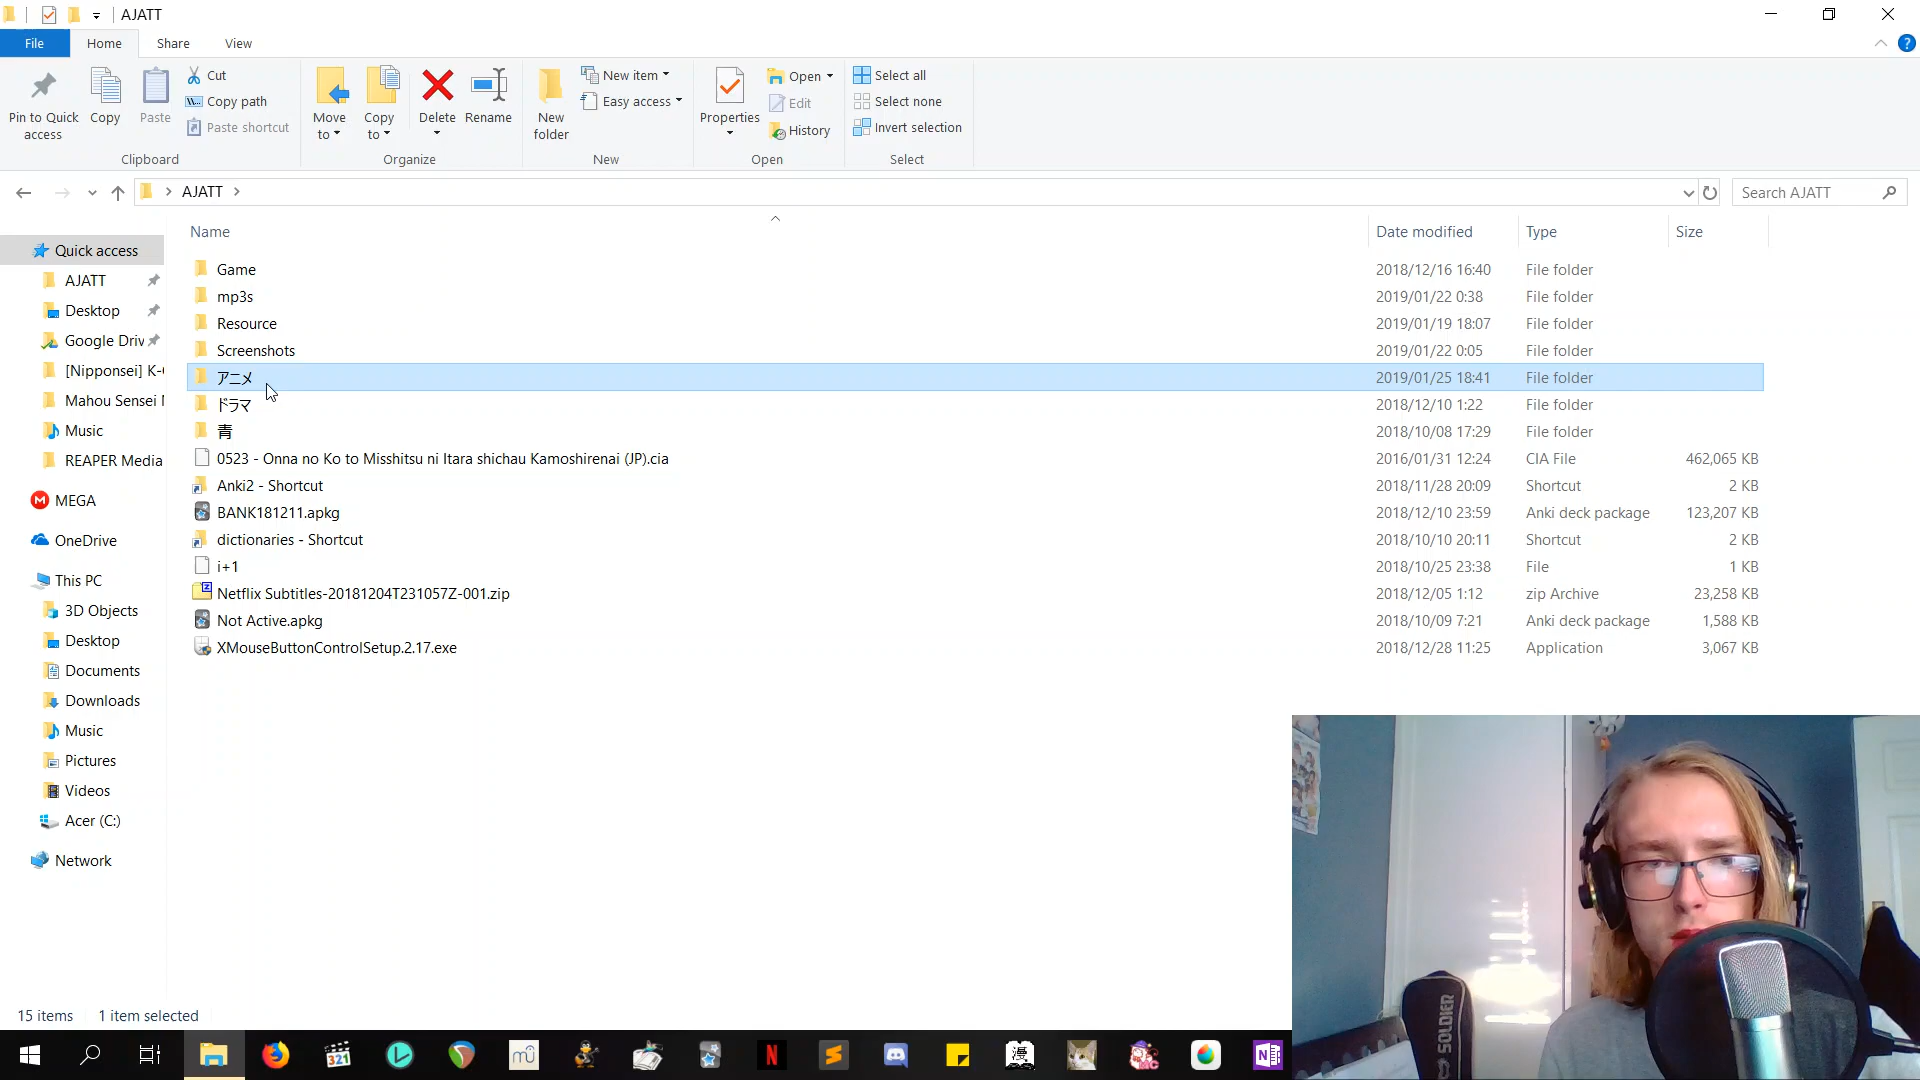 AJATT
File Home Share View
Pin to Quick access
Copy
Paste
Cut
Copy path
Paste shortcut
Clipboard
Move to
Copy to
Delete
Rename
Organize
New folder
New item
Easy access
New
Properties
Open
Edit
History
Open
Select all
Select none
Invert selection
Select
AJATT
Search AJATT
Name Date modified Type Size
Quick access
AJATT
Desktop
Google Driv
[Nipponsei] K-
Mahou Sensei
Music
REAPER Media
MEGA
OneDrive
This PC
3D Objects
Desktop
Documents
Downloads
Music
Pictures
Videos
Acer (C:)
Network
Game 2018/12/16 16:40 File folder
mp3s 2019/01/22 0:38 File folder
Resource 2019/01/19 18:07 File folder
Screenshots 2019/01/22 0:05 File folder
アニメ 2019/01/25 18:41 File folder
ドラマ 2018/12/10 1:22 File folder
青 2018/10/08 17:29 File folder
0523 - Onna no Ko to Misshitsu ni Itara shichau Kamoshirenai (JP).cia 2016/01/31 12:24 CIA File 462,065 KB
Anki2 - Shortcut 2018/11/28 20:09 Shortcut 2 KB
BANK181211.apkg 2018/12/10 23:59 Anki deck package 123,207 KB
dictionaries - Shortcut 2018/10/10 20:11 Shortcut 2 KB
i+1 2018/10/25 23:38 File 1 KB
Netflix Subtitles-20181204T231057Z-001.zip 2018/12/05 1:12 zip Archive 23,258 KB
Not Active.apkg 2018/10/09 7:21 Anki deck package 1,588 KB
XMouseButtonControlSetup.2.17.exe 2018/12/28 11:25 Application 3,067 KB
SOLDIER
15 items 1 item selected
321
mü
N
漫
N